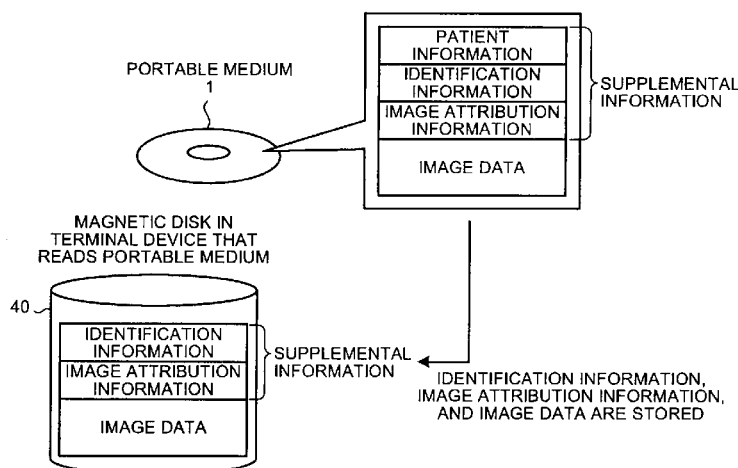 PORTABLE MEDIUM
1
PATIENT
INFORMATION
IDENTIFICATION
INFORMATION
IMAGE ATTRIBUTION
INFORMATION
IMAGE DATA
SUPPLEMENTAL
INFORMATION
MAGNETIC DISK IN
TERMINAL DEVICE THAT
READS PORTABLE MEDIUM
40
IDENTIFICATION
INFORMATION
IMAGE ATTRIBUTION
INFORMATION
IMAGE DATA
SUPPLEMENTAL
INFORMATION
IDENTIFICATION INFORMATION,
IMAGE ATTRIBUTION INFORMATION,
AND IMAGE DATA ARE STORED